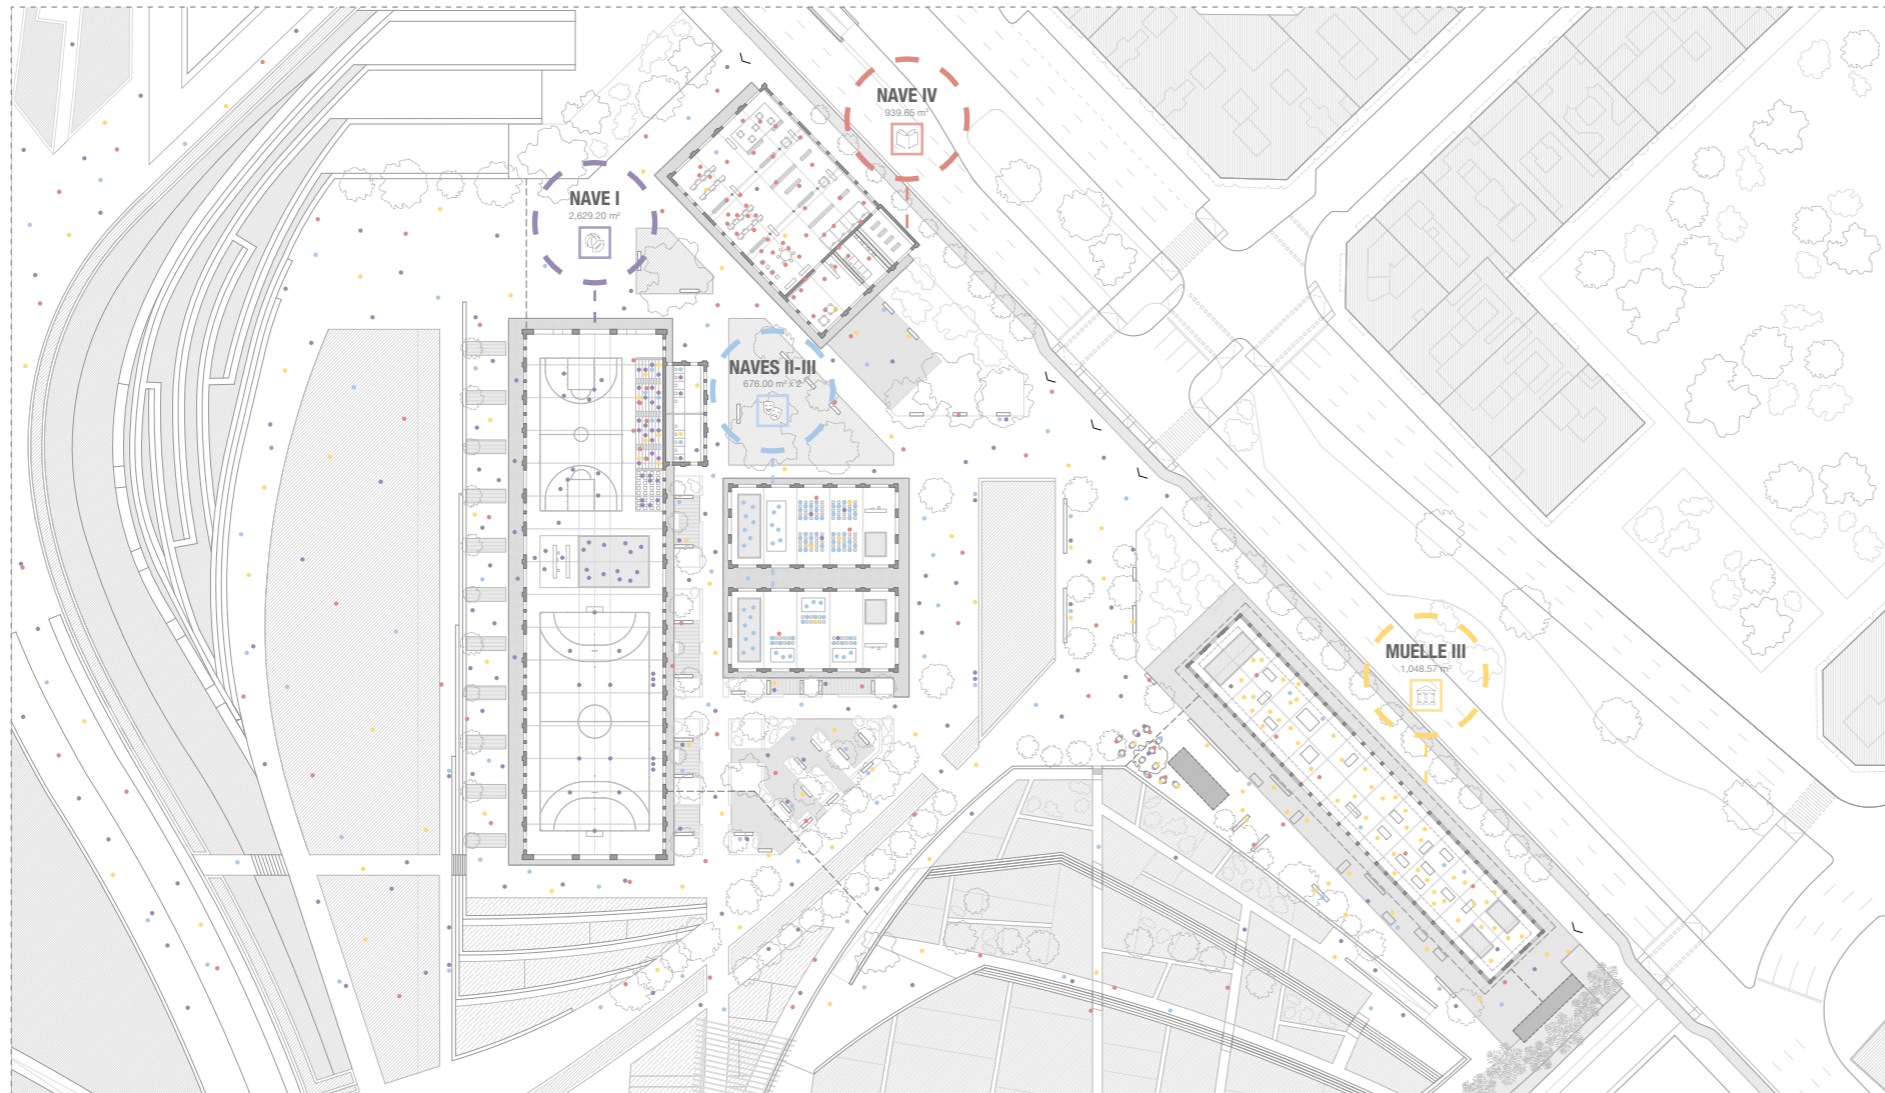 NAVE IV
939.65 m²
NAVE I
2,629.20 m²
NAVES II-III
676.00 m² x 2
MUELLE III
1,048.57 m²